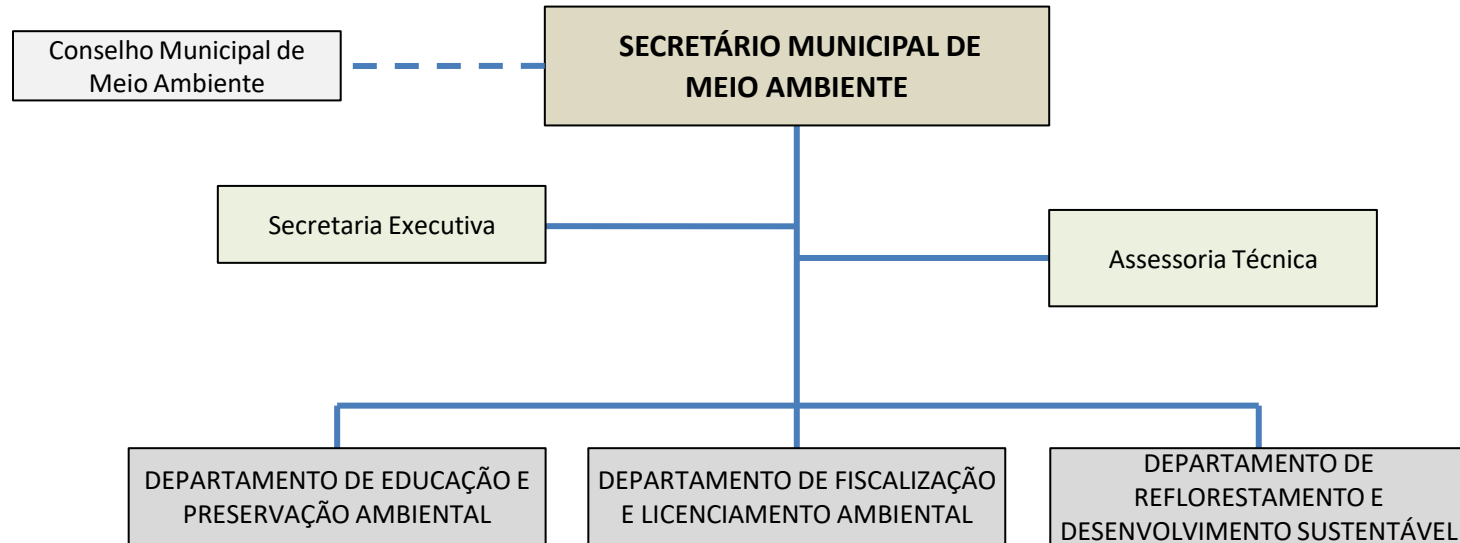 Conselho Municipal de
Meio Ambiente
SECRETÁRIO MUNICIPAL DE
MEIO AMBIENTE
Secretaria Executiva
Assessoria Técnica
DEPARTAMENTO DE EDUCAÇÃO E
PRESERVAÇÃO AMBIENTAL
DEPARTAMENTO DE FISCALIZAÇÃO
E LICENCIAMENTO AMBIENTAL
DEPARTAMENTO DE
REFLORESTAMENTO E
DESENVOLVIMENTO SUSTENTÁVEL